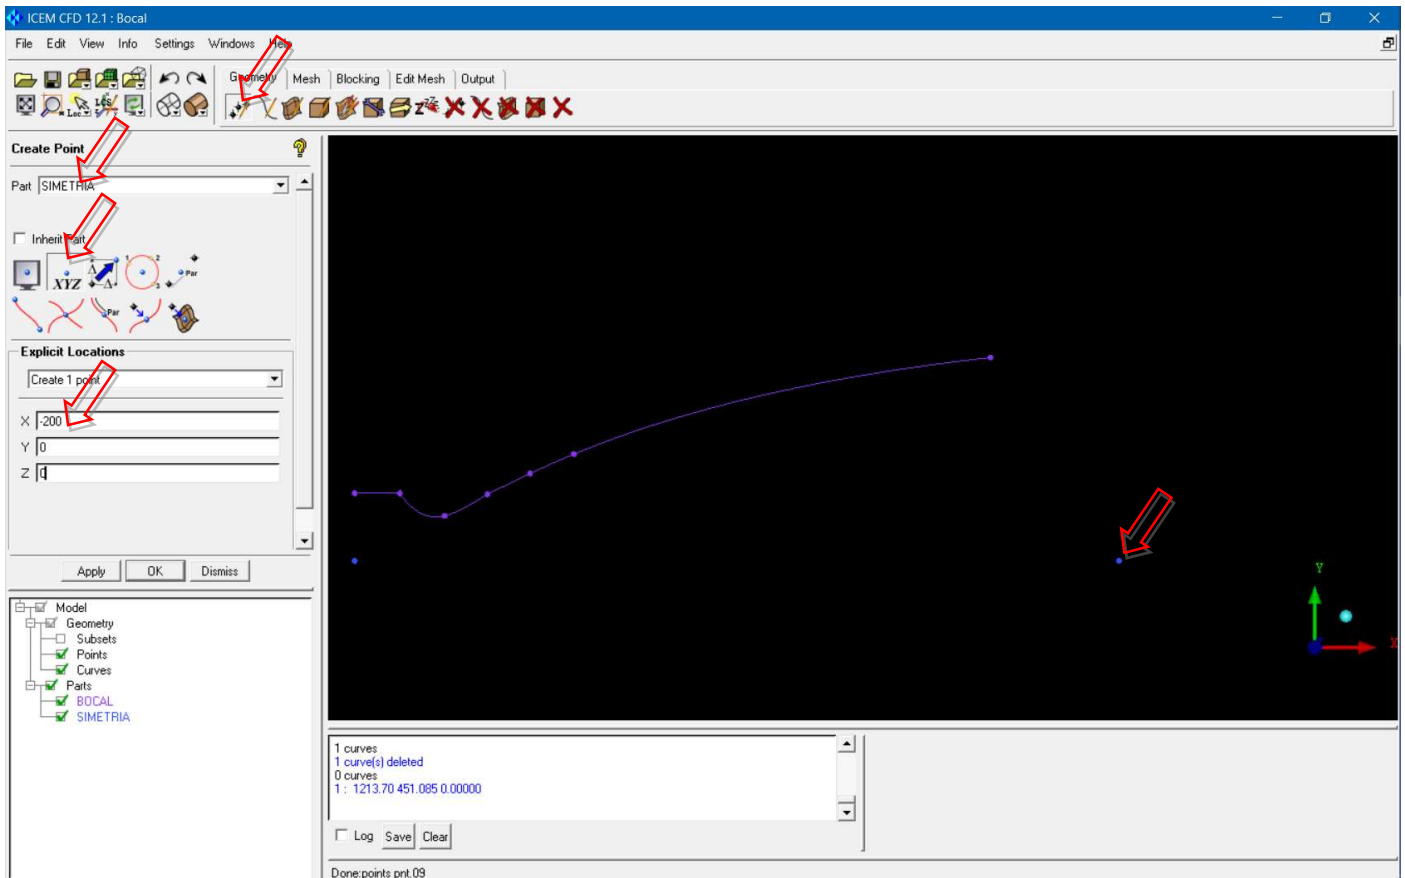 ICEM CFD 12.1 : Bocal
File Edit View Info Settings Windows Help
Geometry Mesh Blocking Edit Mesh Output
Create Point
Part SIMETRIA
Inherit Part
XYZ
Par
Par
Explicit Locations
Create 1 point
X -200
Y 0
Z 0
Apply OK Dismiss
Model
Geometry
Subsets
Points
Curves
Parts
BOCAL
SIMETRIA
Y
X
1 curves
1 curve(s) deleted
0 curves
1 : 1213.70 451.085 0.00000
Log Save Clear
Done:points pnt.09